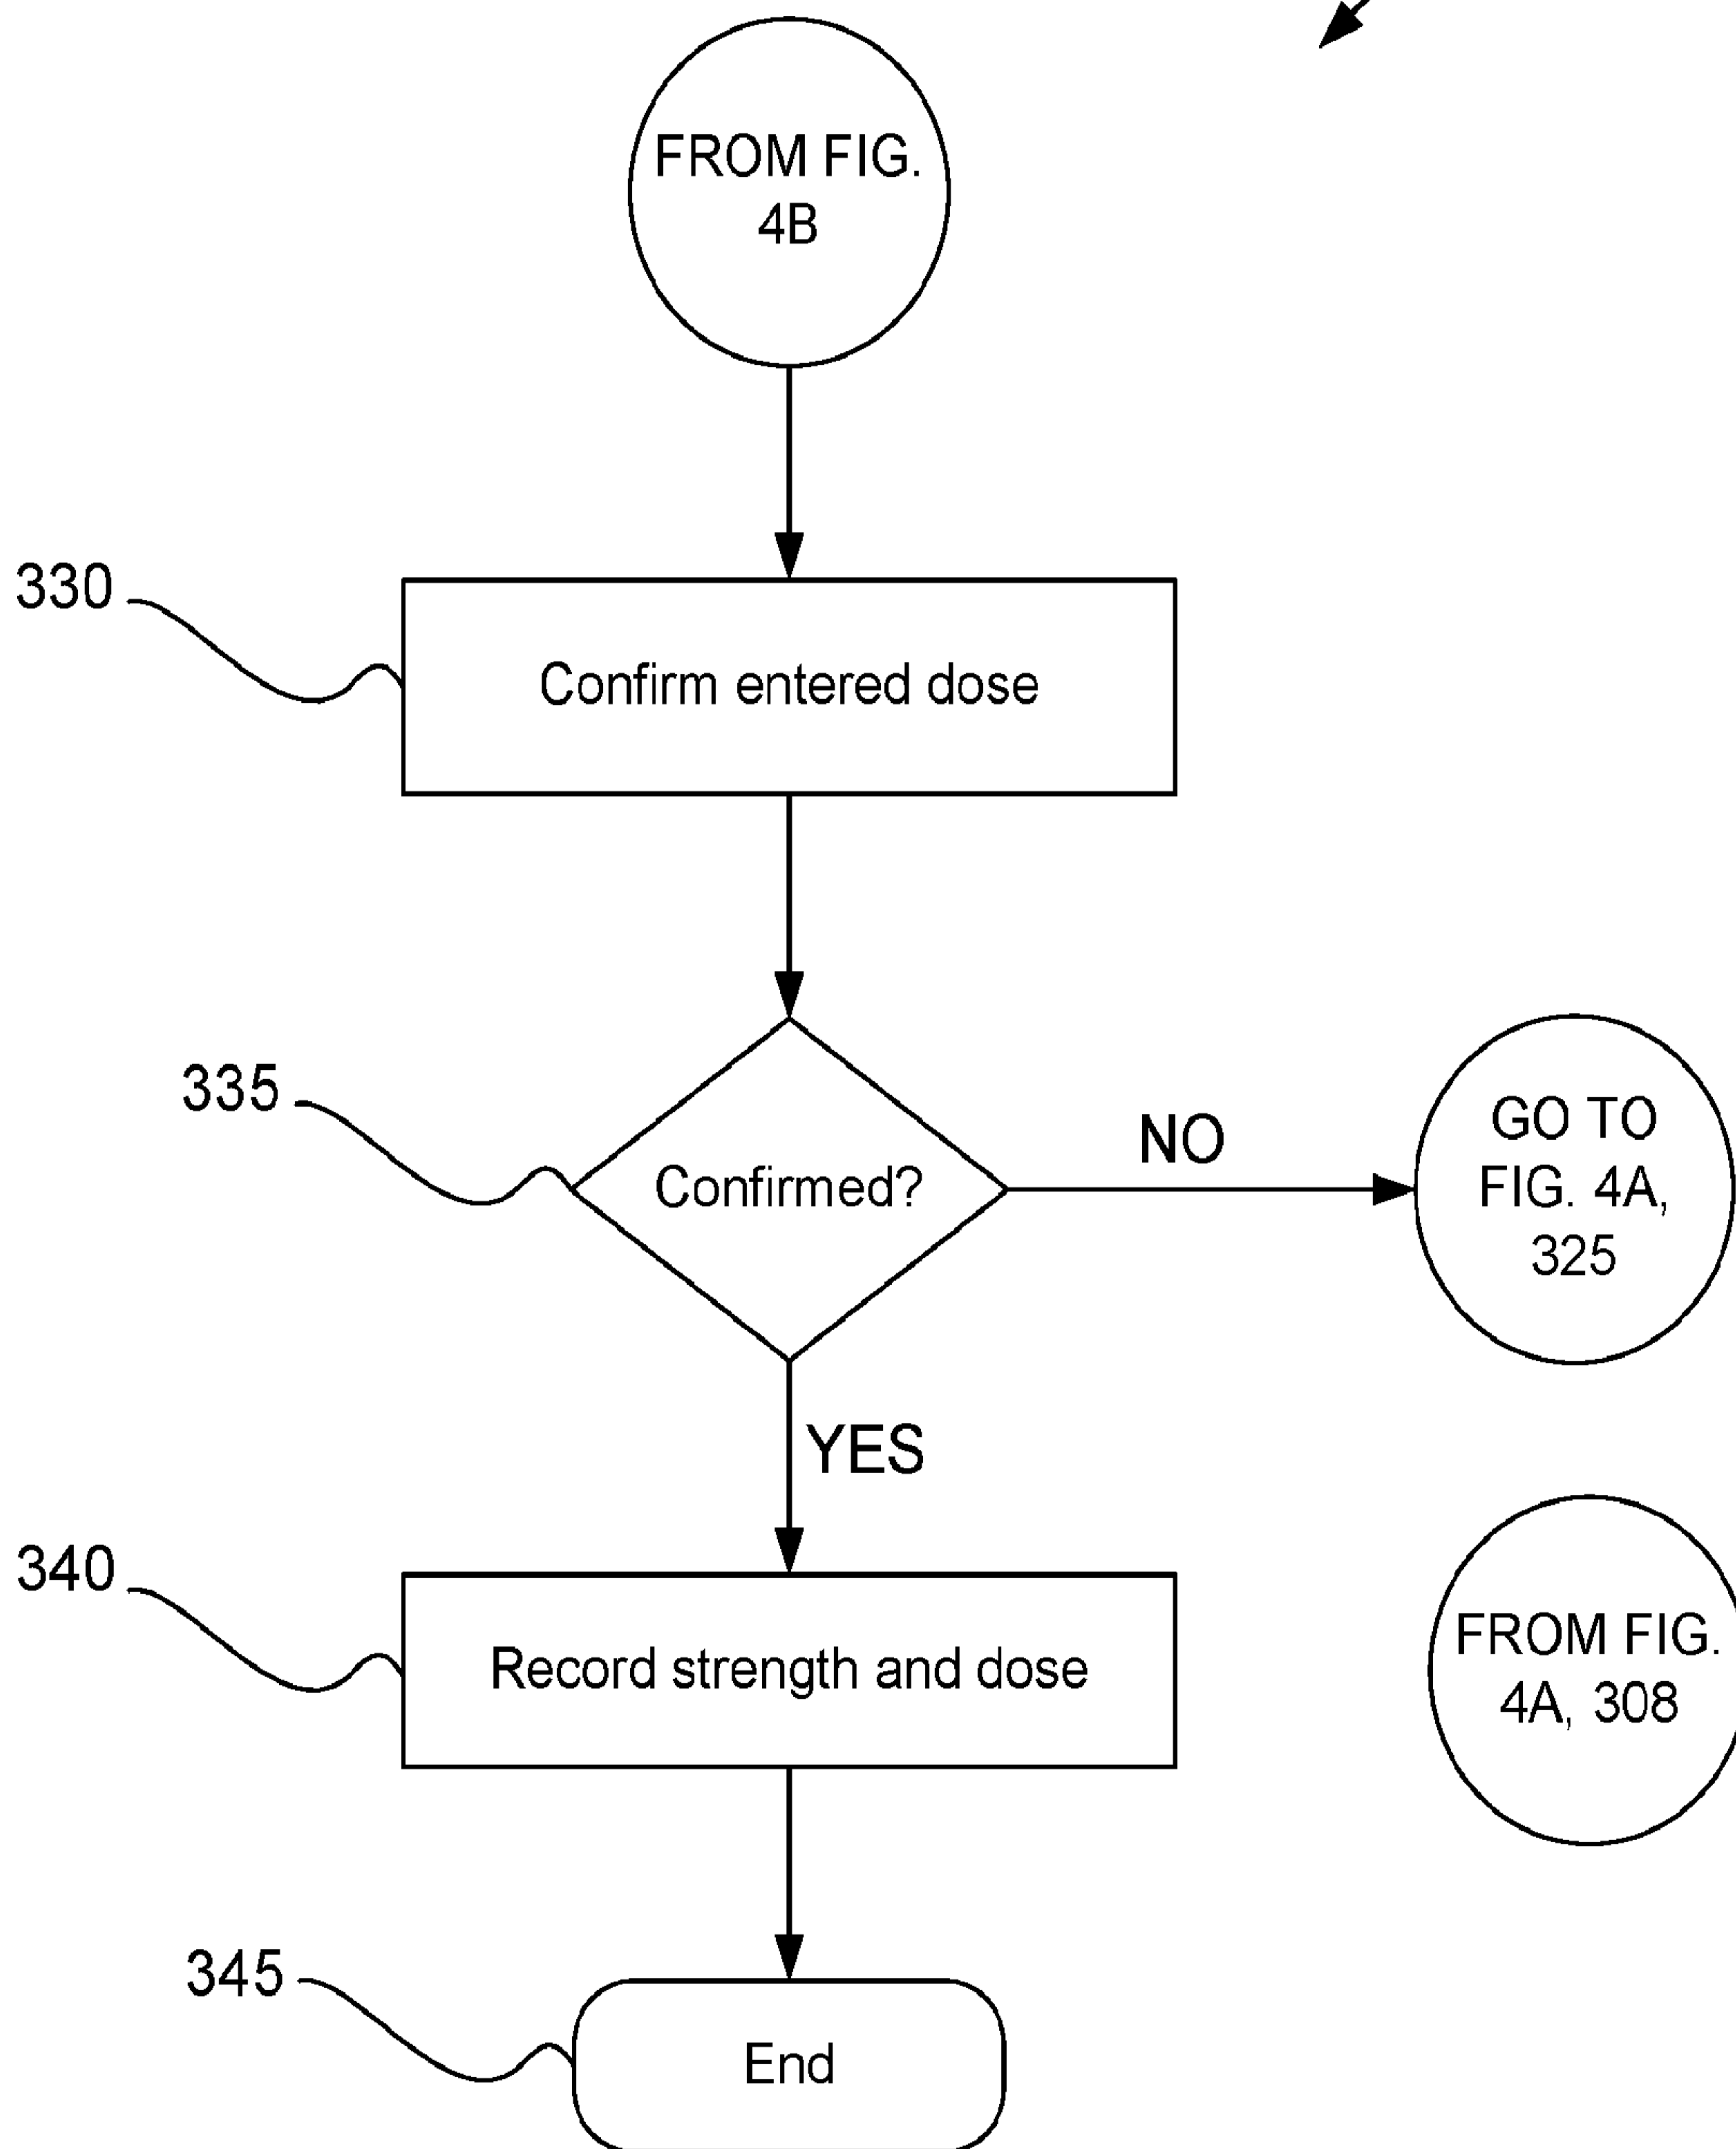 FROM FIG.
4B
330
Confirm entered dose
335
Confirmed?
NO
GO TO
FIG. 4A,
325
YES
340
Record strength and dose
FROM FIG.
4A, 308
345
End